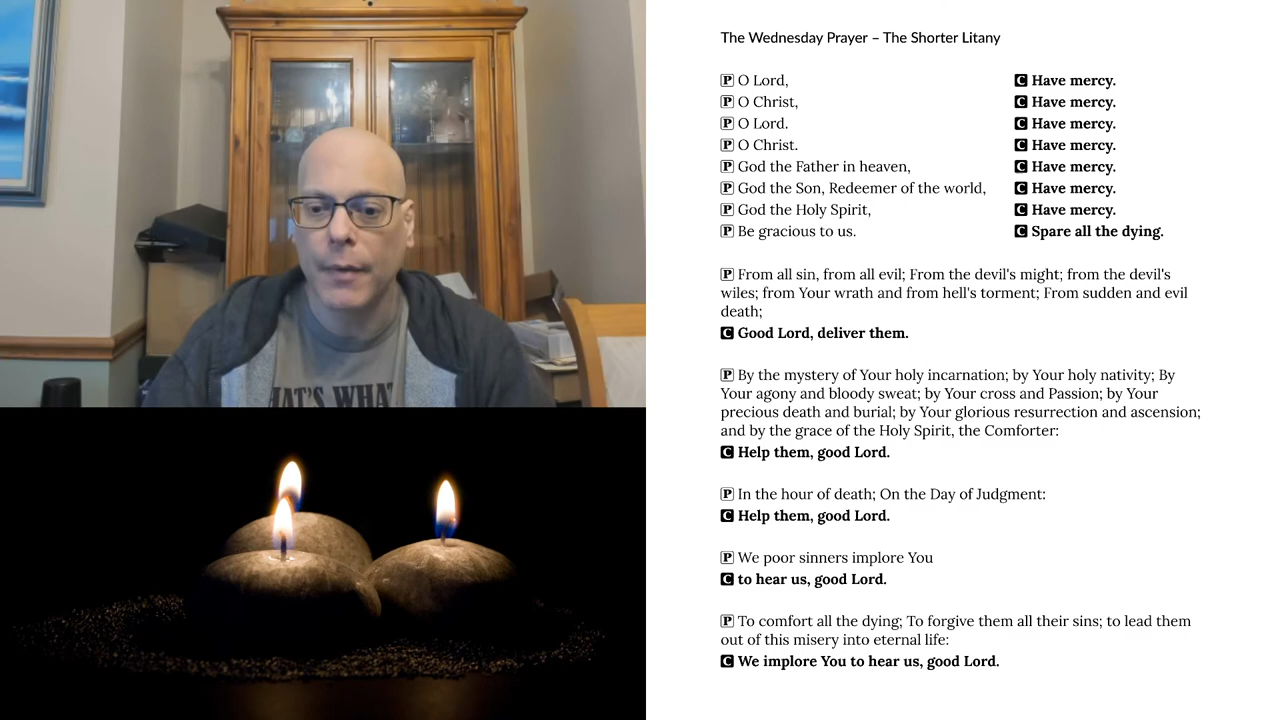 The Wednesday Prayer – The Shorter Litany
P O Lord, C Have mercy.
P O Christ, C Have mercy.
P O Lord. C Have mercy.
P O Christ. C Have mercy.
P God the Father in heaven, C Have mercy.
P God the Son, Redeemer of the world, C Have mercy.
P God the Holy Spirit, C Have mercy.
P Be gracious to us. C Spare all the dying.
P From all sin, from all evil; From the devil's might; from the devil's
wiles; from Your wrath and from hell's torment; From sudden and evil
death;
C Good Lord, deliver them.
P By the mystery of Your holy incarnation; by Your holy nativity; By
Your agony and bloody sweat; by Your cross and Passion; by Your
precious death and burial; by Your glorious resurrection and ascension;
and by the grace of the Holy Spirit, the Comforter:
C Help them, good Lord.
P In the hour of death; On the Day of Judgment:
C Help them, good Lord.
P We poor sinners implore You
C to hear us, good Lord.
P To comfort all the dying; To forgive them all their sins; to lead them
out of this misery into eternal life:
C We implore You to hear us, good Lord.